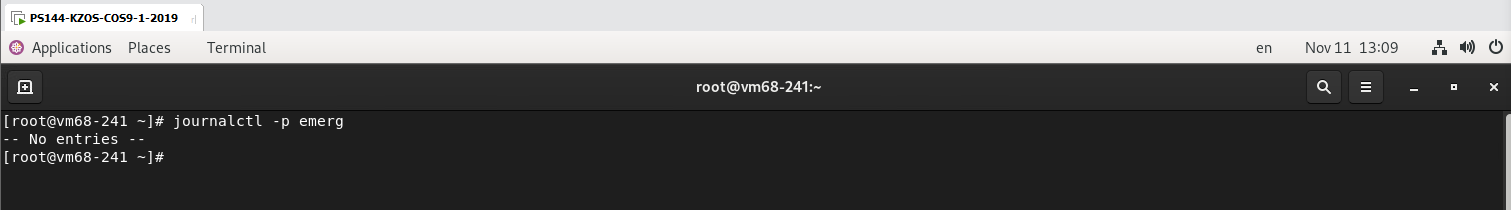 PS144-KZOS-COS9-1-2019
Applications Places Terminal en Nov 11 13:09
root@vm68-241:~
[root@vm68-241 ~]# journalctl -p emerg
-- No entries --
[root@vm68-241 ~]#